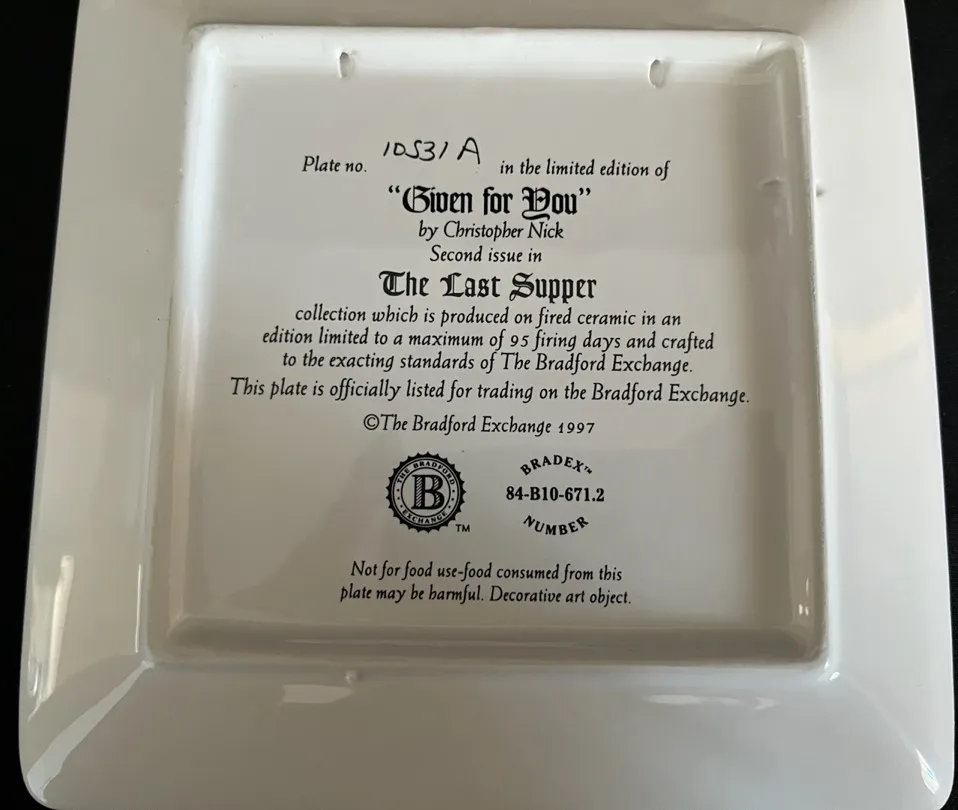 Plate no. 10531 A in the limited edition of
“Given for You”
by Christopher Nick
Second issue in
The Last Supper
collection which is produced on fired ceramic in an
edition limited to a maximum of 95 firing days and crafted
to the exacting standards of The Bradford Exchange.
This plate is officially listed for trading on the Bradford Exchange.
©The Bradford Exchange 1997
THE BRADFORD
B
EXCHANGE
TM
BRADEX™
84-B10-671.2
NUMBER
Not for food use-food consumed from this
plate may be harmful. Decorative art object.